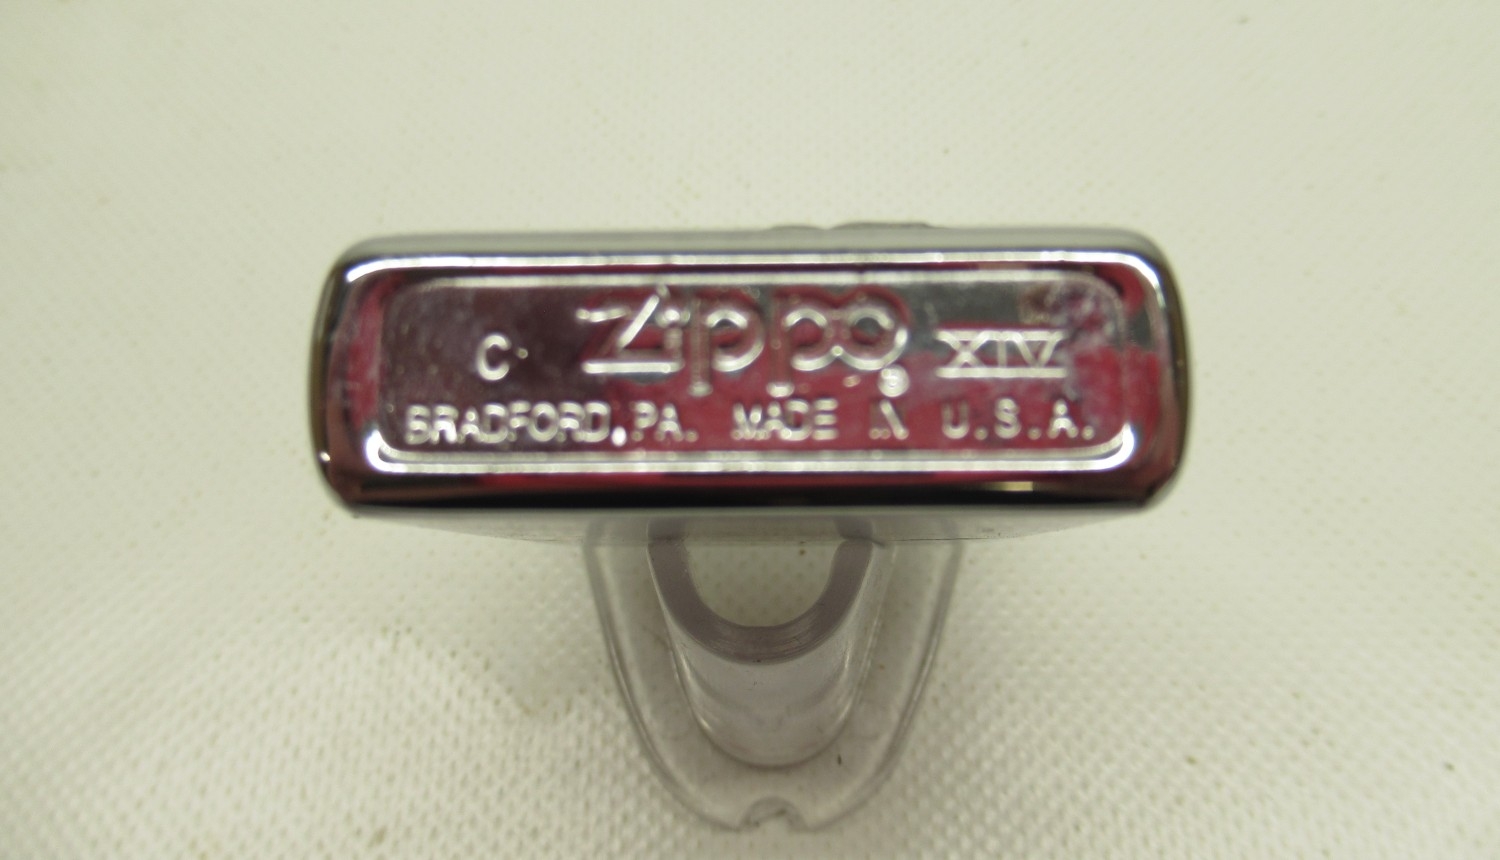 C Zippo® XIV
BRADFORD, PA. MADE IN U.S.A.